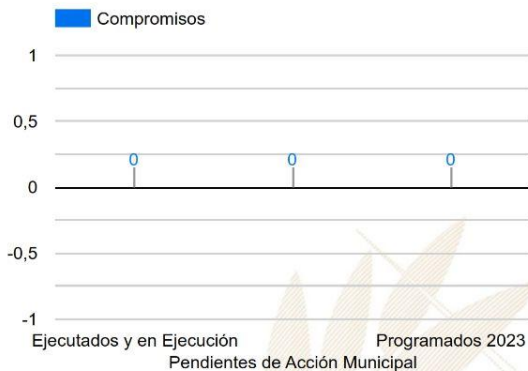 Compromisos
1
0,5
0 0 0
0
-0,5
-1
Ejecutados y en Ejecución Programados 2023
Pendientes de Acción Municipal